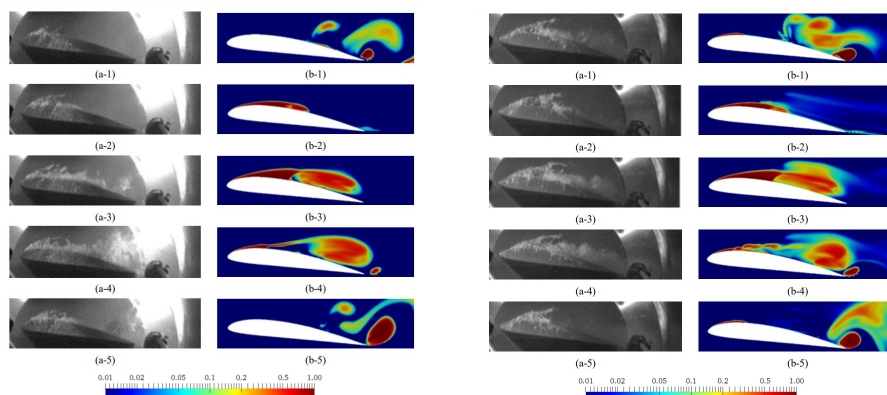 (a-1) (b-1)
(a-2) (b-2)
(a-3) (b-3)
(a-4) (b-4)
(a-5) (b-5)
0.01 0.02 0.05 0.1 0.2 0.5 1.00
(a-1) (b-1)
(a-2) (b-2)
(a-3) (b-3)
(a-4) (b-4)
(a-5) (b-5)
0.01 0.02 0.05 0.1 0.2 0.5 1.00